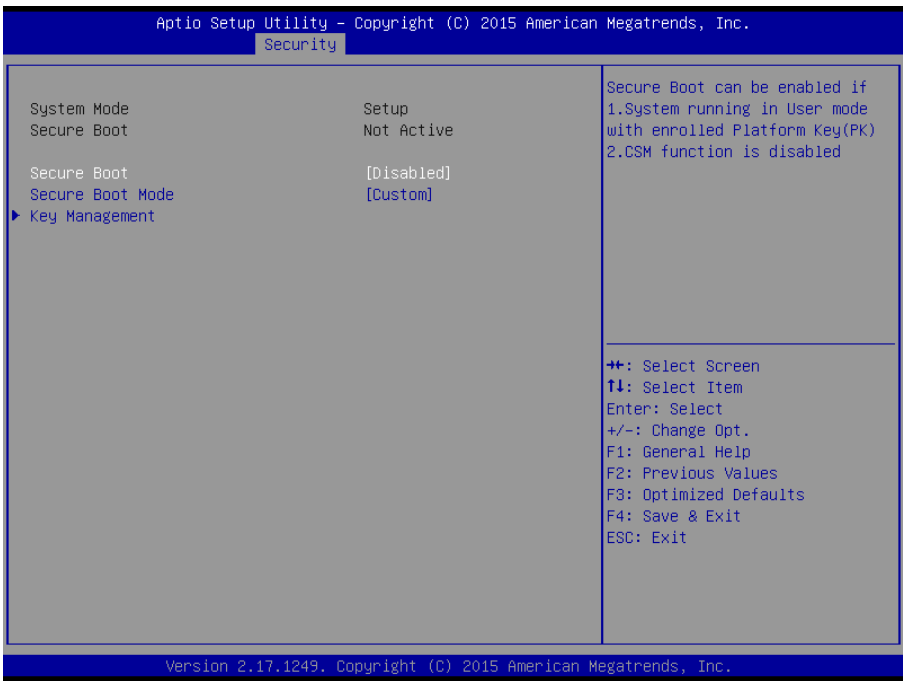 Aptio Setup Utility – Copyright (C) 2015 American Megatrends, Inc.
Security
System Mode Setup
Secure Boot Not Active
Secure Boot [Disabled]
Secure Boot Mode [Custom]
Key Management
Secure Boot can be enabled if
1.System running in User mode
with enrolled Platform Key(PK)
2.CSM function is disabled
→←: Select Screen
↑↓: Select Item
Enter: Select
+/-: Change Opt.
F1: General Help
F2: Previous Values
F3: Optimized Defaults
F4: Save & Exit
ESC: Exit
Version 2.17.1249. Copyright (C) 2015 American Megatrends, Inc.